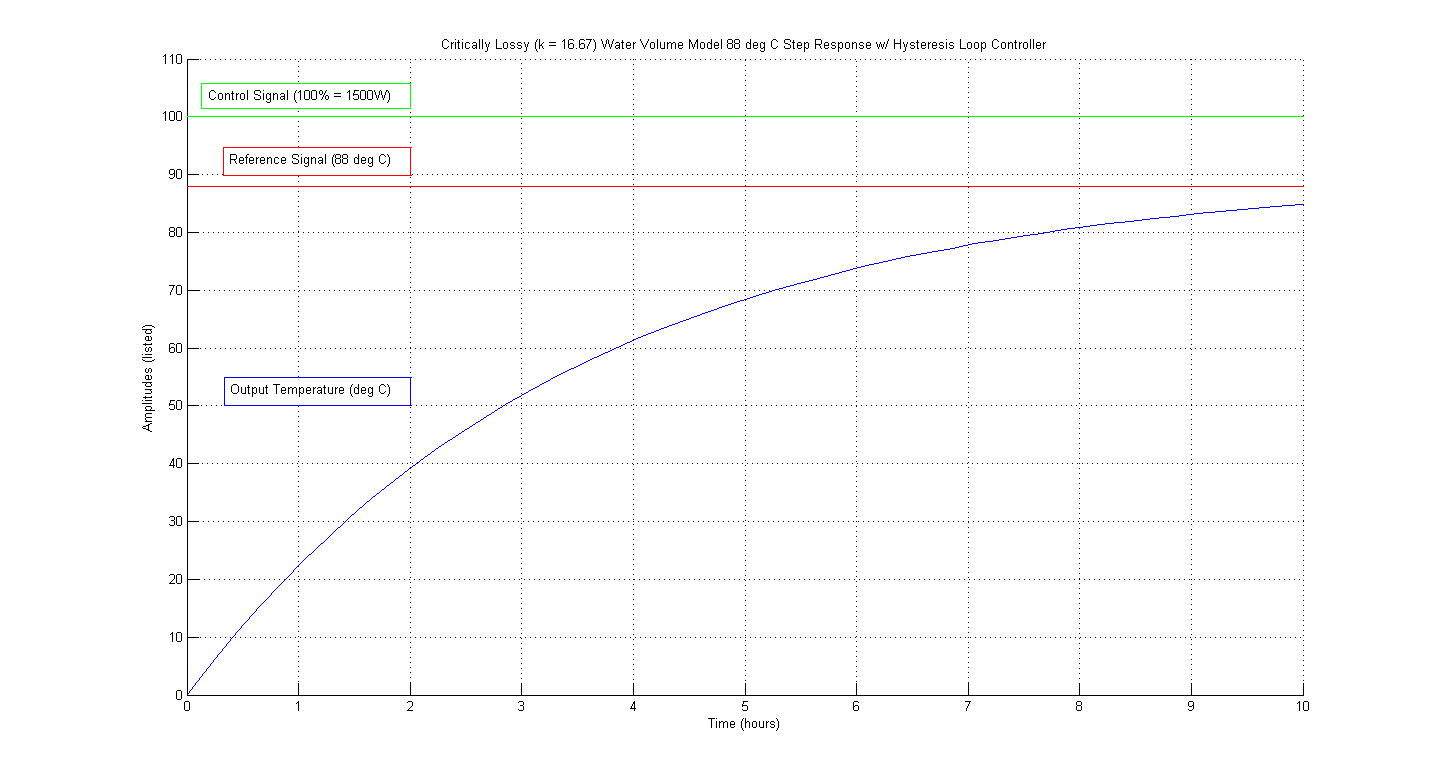 Critically Lossy (k = 16.67) Water Volume Model 88 deg C Step Response w/ Hysteresis Loop Controller
110
Control Signal (100% = 1500W)
100
Reference Signal (88 deg C)
90
80
70
60
Output Temperature (deg C)
50
40
30
20
10
0
Amplitudes (listed)
0 1 2 3 4 5 6 7 8 9 10
Time (hours)